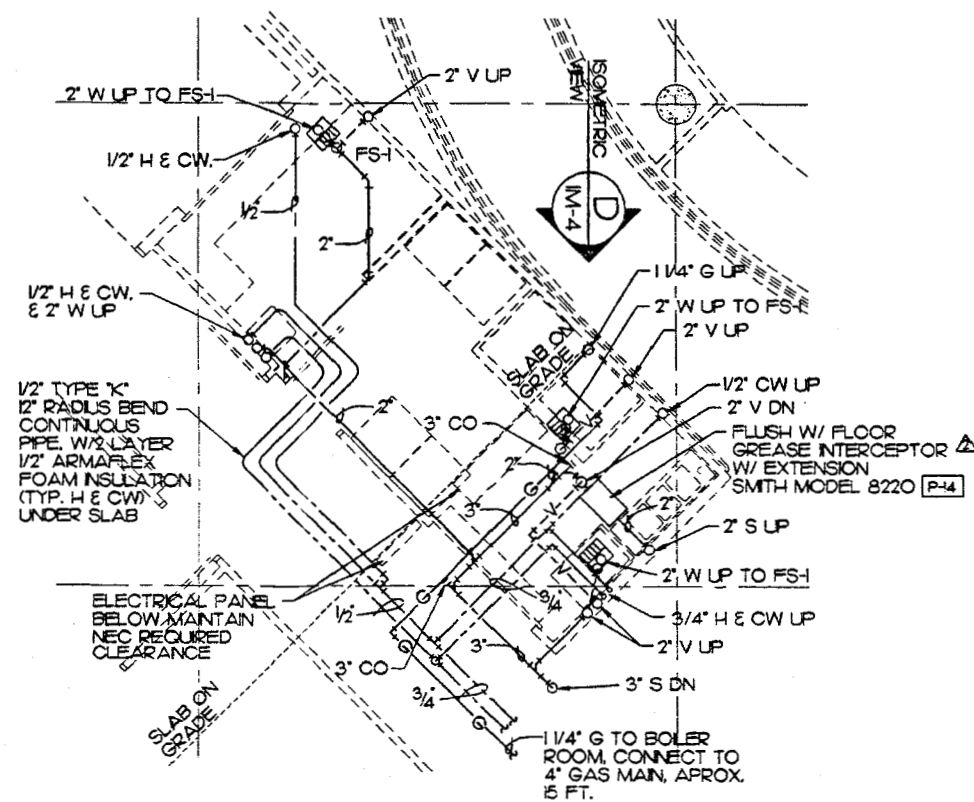 2" W UP TO FS-1
2" V UP
ISOMETRIC
VIEW
1/2" H & CW.
FS-1
D
IM-4
1/2"
2"
1 1/4" G UP
2" W UP TO FS-1
2" V UP
1/2" H & CW.
& 2" W UP
SLAB ON
GRADE
1/2" TYPE "K"
12" RADIUS BEND
CONTINUOUS
PIPE. W/2 LAYER
1/2" ARMAFLEX
FOAM INSULATION
(TYP. H & CW)
UNDER SLAB
2"
1/2" CW UP
2" V DN
3" CO
FLUSH W/ FLOOR
GREASE INTERCEPTOR 2
W/ EXTENSION
SMITH MODEL 8220 P-14
2"
G
V
3"
2"
2" S UP
V
2" W UP TO FS-1
ELECTRICAL PANEL
BELOW MAINTAIN
NEC REQUIRED
CLEARANCE
1/2"
3/4
3/4" H & CW UP
2" V UP
3" CO
3"
3/4"
3" S DN
SLAB ON
GRADE
1 1/4" G TO BOILER
ROOM, CONNECT TO
4" GAS MAIN, APROX.
15 FT.